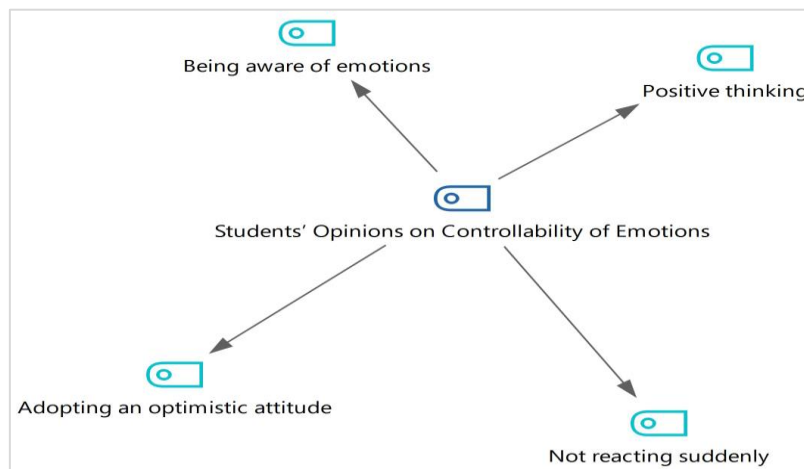 Being aware of emotions
Positive thinking
Students’ Opinions on Controllability of Emotions
Adopting an optimistic attitude
Not reacting suddenly